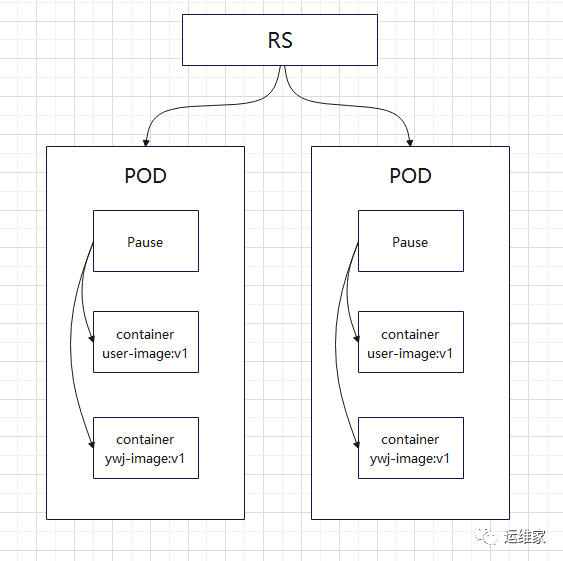 RS
POD
Pause
container
user-image:v1
container
ywj-image:v1
POD
Pause
container
user-image:v1
container
ywj-image:v1
运维家